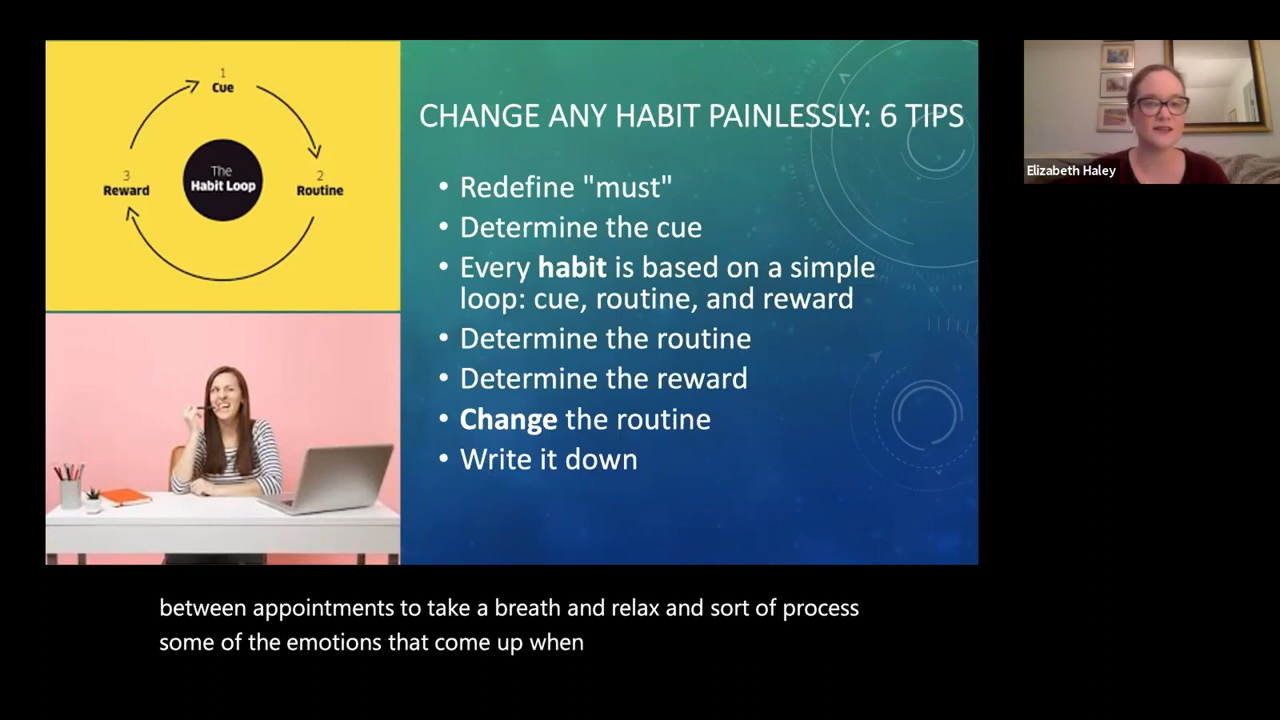 1
Cue
The
Habit Loop
3
Reward
2
Routine
CHANGE ANY HABIT PAINLESSLY: 6 TIPS
• Redefine "must"
• Determine the cue
• Every habit is based on a simple
loop: cue, routine, and reward
• Determine the routine
• Determine the reward
• Change the routine
• Write it down
Elizabeth Haley
between appointments to take a breath and relax and sort of process
some of the emotions that come up when